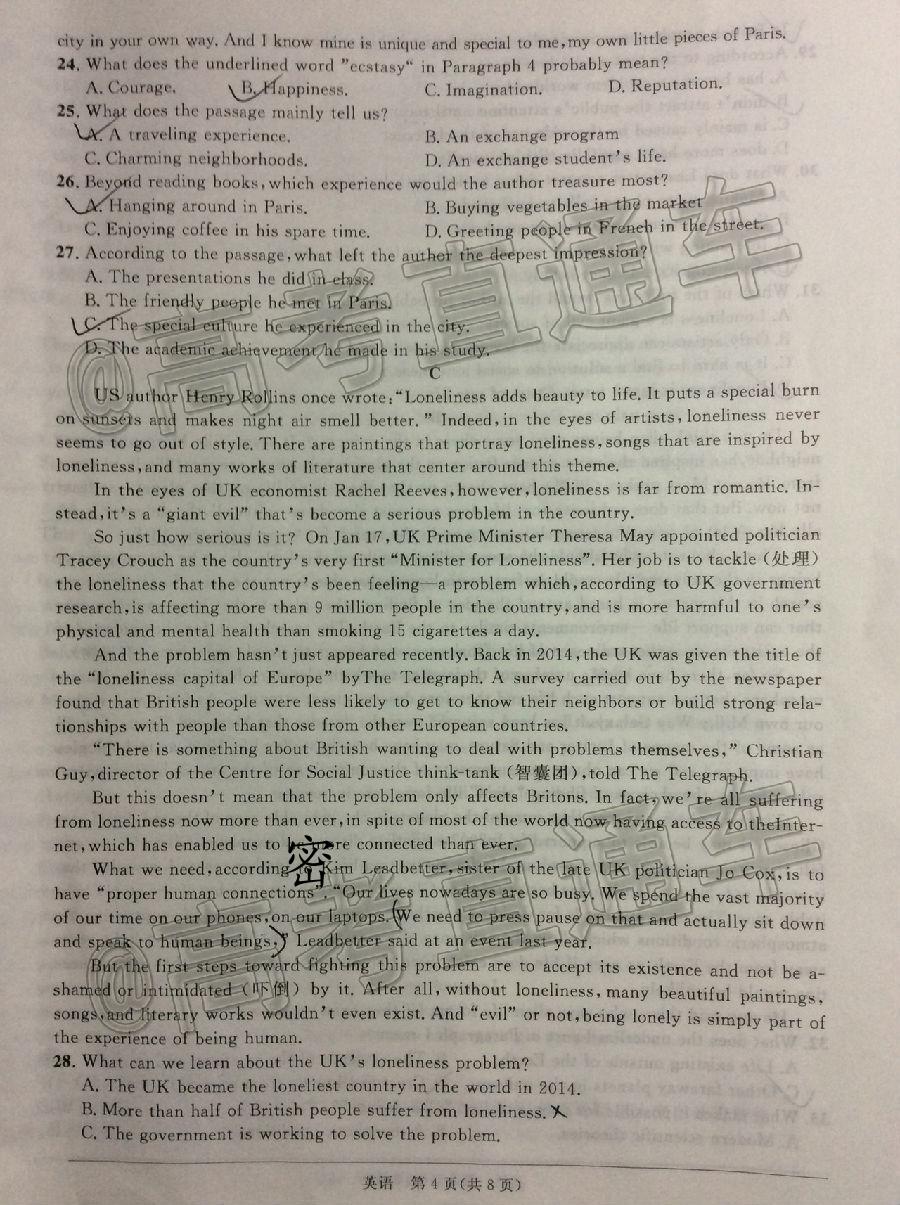 city in your own way. And I know mine is unique and special to me, my own little pieces of Paris.
24. What does the underlined word "ecstasy" in Paragraph 4 probably mean?
A. Courage. B. Happiness. C. Imagination. D. Reputation.
25. What does the passage mainly tell us?
A. A traveling experience. B. An exchange program
C. Charming neighborhoods. D. An exchange student's life.
26. Beyond reading books, which experience would the author treasure most?
A. Hanging around in Paris. B. Buying vegetables in the market
C. Enjoying coffee in his spare time. D. Greeting people in French in the street.
27. According to the passage, what left the author the deepest impression?
A. The presentations he did in class.
B. The friendly people he met in Paris.
C. The special culture he experienced in the city.
D. The academic achievement he made in his study.
C
US author Henry Rollins once wrote: "Loneliness adds beauty to life. It puts a special burn
on sunsets and makes night air smell better." Indeed, in the eyes of artists, loneliness never
seems to go out of style. There are paintings that portray loneliness, songs that are inspired by
loneliness, and many works of literature that center around this theme.
In the eyes of UK economist Rachel Reeves, however, loneliness is far from romantic. In-
stead, it's a "giant evil" that's become a serious problem in the country.
So just how serious is it? On Jan 17, UK Prime Minister Theresa May appointed politician
Tracey Crouch as the country's very first "Minister for Loneliness". Her job is to tackle (处理)
the loneliness that the country's been feeling—a problem which, according to UK government
research, is affecting more than 9 million people in the country, and is more harmful to one's
physical and mental health than smoking 15 cigarettes a day.
And the problem hasn't just appeared recently. Back in 2014, the UK was given the title of
the "loneliness capital of Europe" byThe Telegraph. A survey carried out by the newspaper
found that British people were less likely to get to know their neighbors or build strong rela-
tionships with people than those from other European countries.
"There is something about British wanting to deal with problems themselves," Christian
Guy, director of the Centre for Social Justice think-tank (智囊团), told The Telegraph.
But this doesn't mean that the problem only affects Britons. In fact, we're all suffering
from loneliness now more than ever, in spite of most of the world now having access to theInter-
net, which has enabled us to be more connected than ever.
What we need, according to Kim Leadbetter, sister of the late UK politician Jo Cox, is to
have "proper human connections". "Our lives nowadays are so busy. We spend the vast majority
of our time on our phones, on our laptops. We need to press pause on that and actually sit down
and speak to human beings," Leadbetter said at an event last year.
But the first steps toward fighting this problem are to accept its existence and not be a-
shamed or intimidated (吓倒) by it. After all, without loneliness, many beautiful paintings,
songs, and literary works wouldn't even exist. And "evil" or not, being lonely is simply part of
the experience of being human.
28. What can we learn about the UK's loneliness problem?
A. The UK became the loneliest country in the world in 2014.
B. More than half of British people suffer from loneliness.
C. The government is working to solve the problem.
英语 第4页(共8页)
@高考直通车
@高考直通车
密